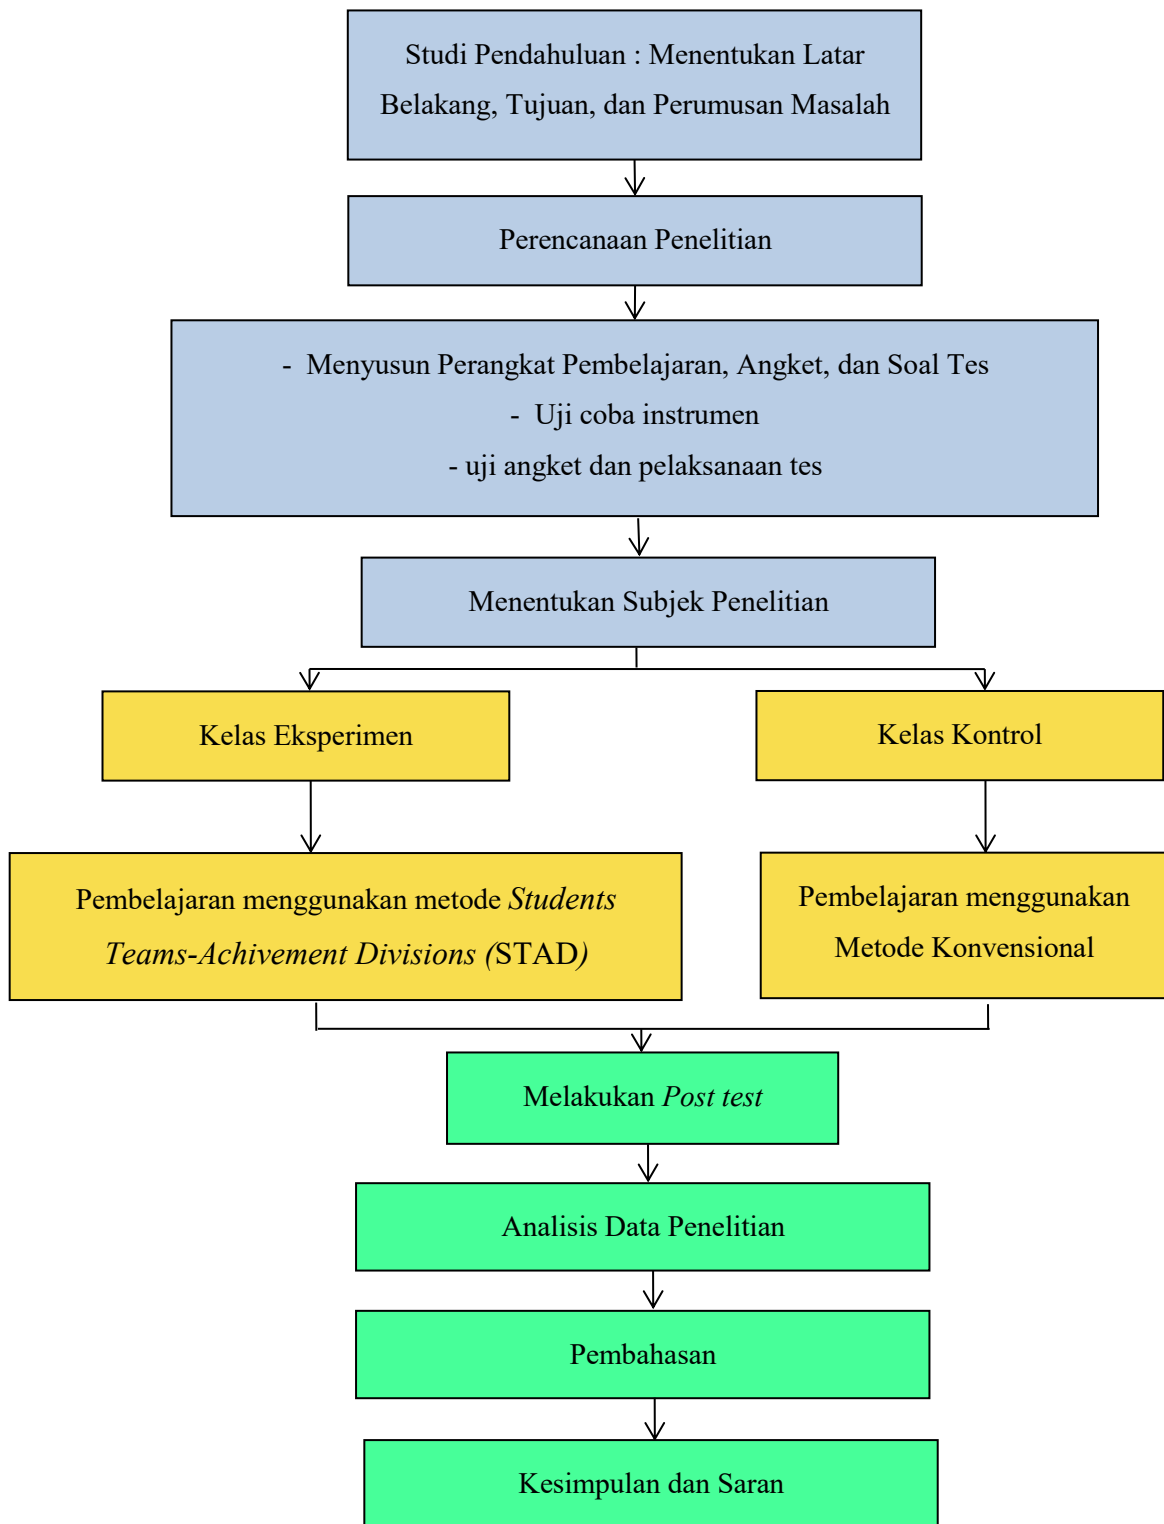 Studi Pendahuluan : Menentukan Latar
Belakang, Tujuan, dan Perumusan Masalah
Perencanaan Penelitian
- Menyusun Perangkat Pembelajaran, Angket, dan Soal Tes
- Uji coba instrumen
- uji angket dan pelaksanaan tes
Menentukan Subjek Penelitian
Kelas Eksperimen
Kelas Kontrol
Pembelajaran menggunakan metode Students
Teams-Achivement Divisions (STAD)
Pembelajaran menggunakan
Metode Konvensional
Melakukan Post test
Analisis Data Penelitian
Pembahasan
Kesimpulan dan Saran